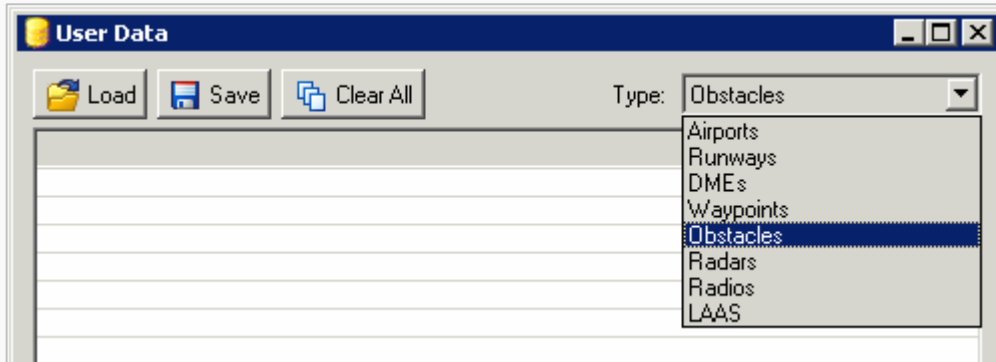 User Data
Load Save Clear All Type: Obstacles
Airports
Runways
DMEs
Waypoints
Obstacles
Radars
Radios
LAAS